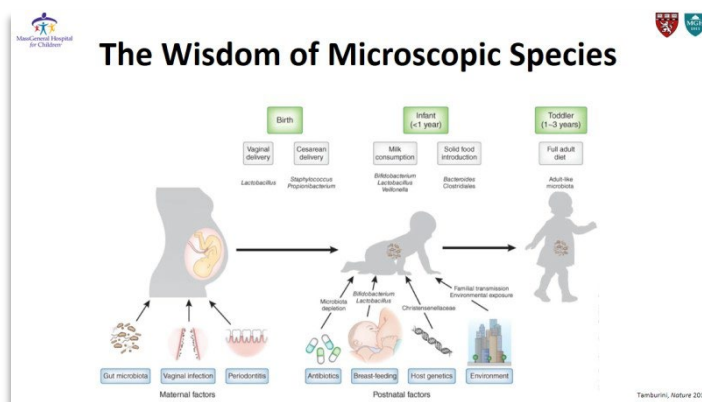 MassGeneral Hospital
for Children
The Wisdom of Microscopic Species
Birth
Infant
(<1 year)
Toddler
(1–3 years)
Vaginal
delivery
Cesarean
delivery
Milk
consumption
Solid food
introduction
Full adult
diet
Lactobacillus
Staphylococcus
Propionibacterium
Bifidobacterium
Lactobacillus
Veillonella
Bacteroides
Clostridiales
Adult-like
microbiota
Microbiota
depletion
Bifidobacterium
Lactobacillus
Christensenellaceae
Familial transmission
Environmental exposure
Gut microbiota
Vaginal infection
Periodontitis
Antibiotics
Breast-feeding
Host genetics
Environment
Maternal factors
Postnatal factors
Tamburini, Nature